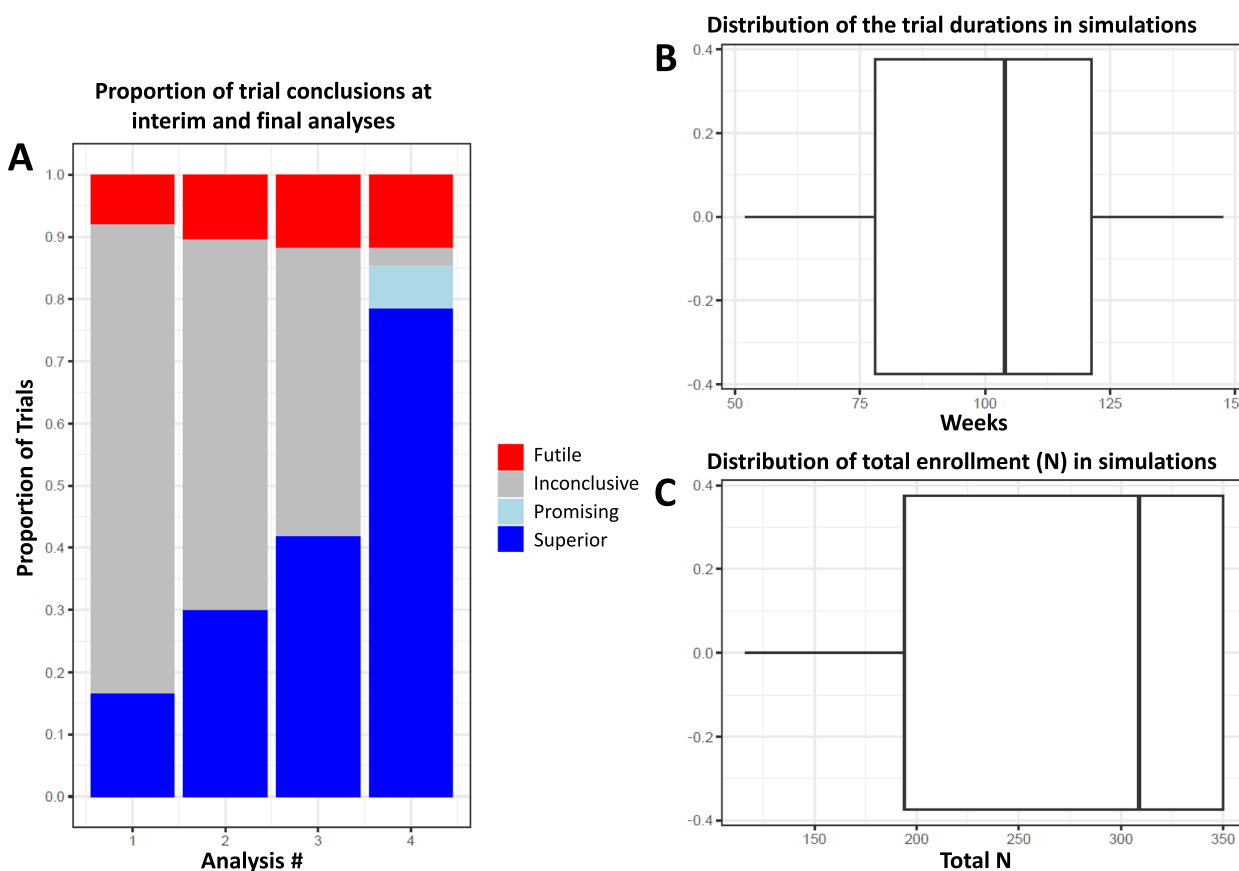 Proportion of trial conclusions at
interim and final analyses
A
Proportion of Trials
1.0
0.9
0.8
0.7
0.6
0.5
0.4
0.3
0.2
0.1
0.0
1 2 3 4
Analysis #
Futile
Inconclusive
Promising
Superior
Distribution of the trial durations in simulations
B
0.4
0.2
0.0
-0.2
-0.4
50 75 100 125 15
Weeks
Distribution of total enrollment (N) in simulations
C
0.4
0.2
0.0
-0.2
-0.4
150 200 250 300 350
Total N